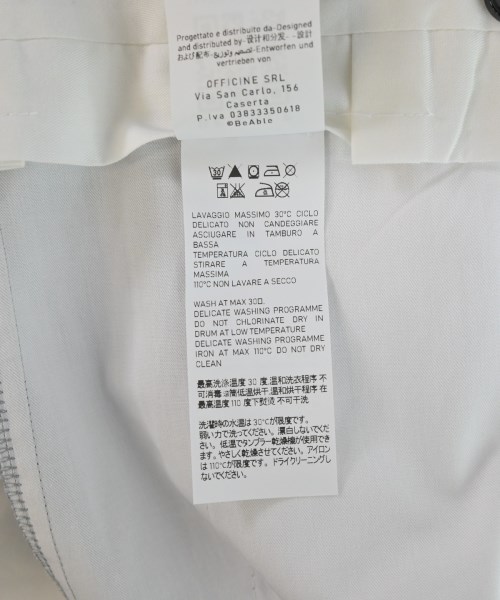 Progettato e distribuito da-Designed
and distributed by-设计和分发--設計
および配布-تصميم وتوزيع-Entworfen und
vertrieben von
OFFICINE SRL
Via San Carlo, 156
Caserta
P.Iva 03833350618
©BeAble
LAVAGGIO MASSIMO 30°C CICLO
DELICATO NON CANDEGGIARE
ASCIUGARE IN TAMBURO A
BASSA
TEMPERATURA CICLO DELICATO
STIRARE A TEMPERATURA
MASSIMA
110°C NON LAVARE A SECCO
WASH AT MAX 30.
DELICATE WASHING PROGRAMME
DO NOT CHLORINATE DRY IN
DRUM AT LOW TEMPERATURE
DELICATE WASHING PROGRAMME
IRON AT MAX 110°C DO NOT DRY
CLEAN
最高洗涤温度 30 度,温和洗衣程序 不
可消毒 滚筒低温烘干,温和烘干程序 在
最高温度 110 度下熨烫 不可干洗
洗濯時の水温は30℃が限度です。
弱い力で洗ってください。漂白しないでくだ
さい。低温でタンブラー乾燥機が使用でき
ます。やさしく乾燥させてください。アイロン
は110℃が限度です。ドライクリーニングし
ないでください。